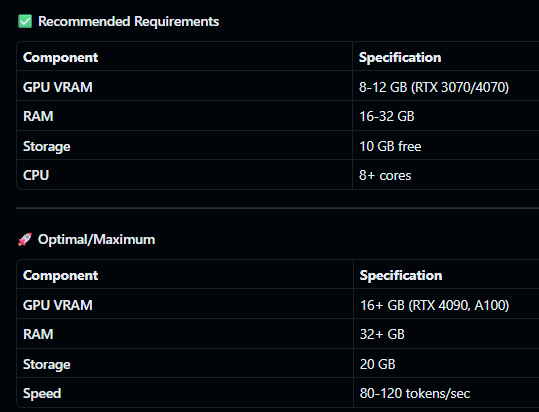 ✅ Recommended Requirements
Component Specification
GPU VRAM 8-12 GB (RTX 3070/4070)
RAM 16-32 GB
Storage 10 GB free
CPU 8+ cores
🚀 Optimal/Maximum
Component Specification
GPU VRAM 16+ GB (RTX 4090, A100)
RAM 32+ GB
Storage 20 GB
Speed 80-120 tokens/sec